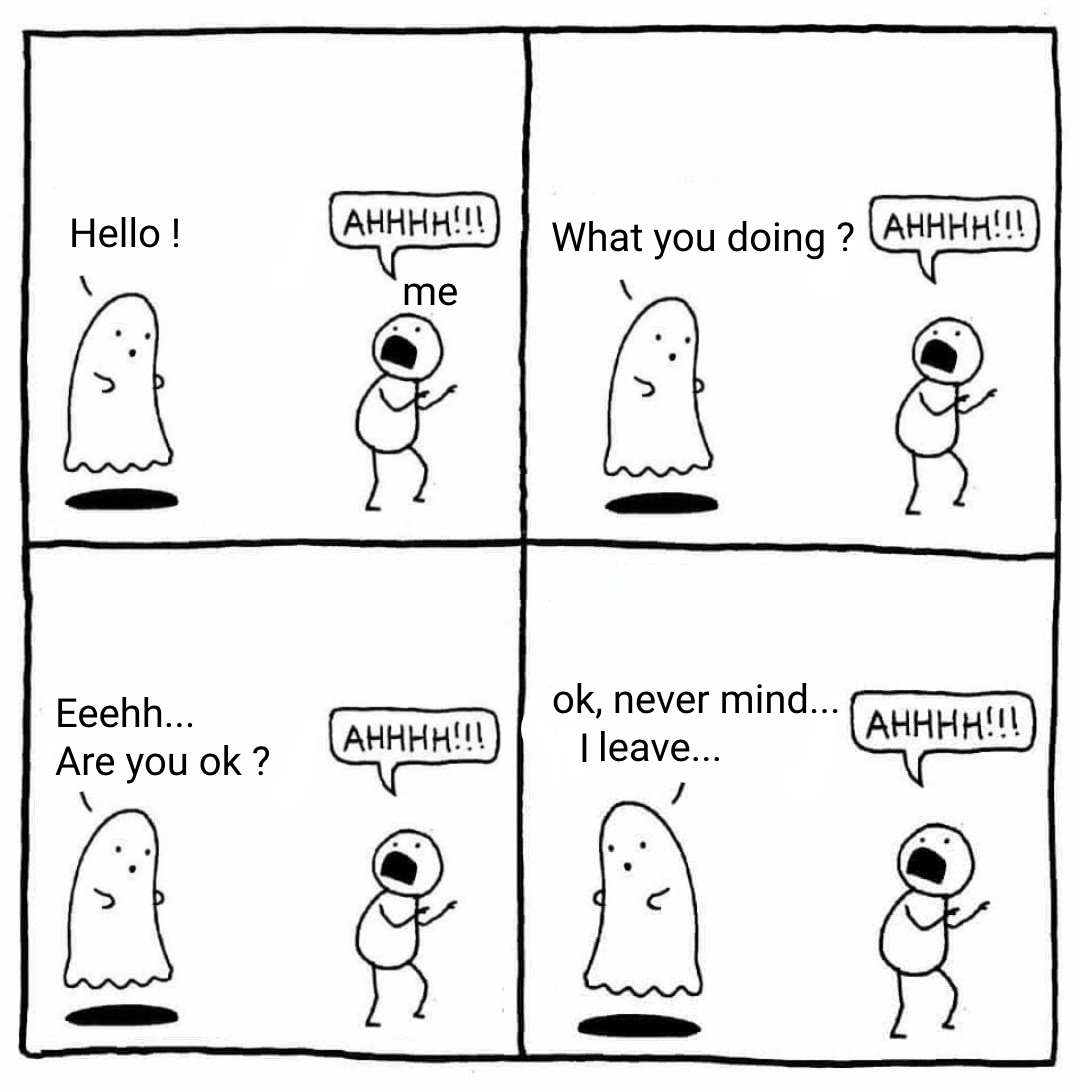 Hello !
AHHHH!!!
me
What you doing ?
AHHHH!!!
Eeehh...
Are you ok ?
AHHHH!!!
ok, never mind...
I leave...
AHHHH!!!